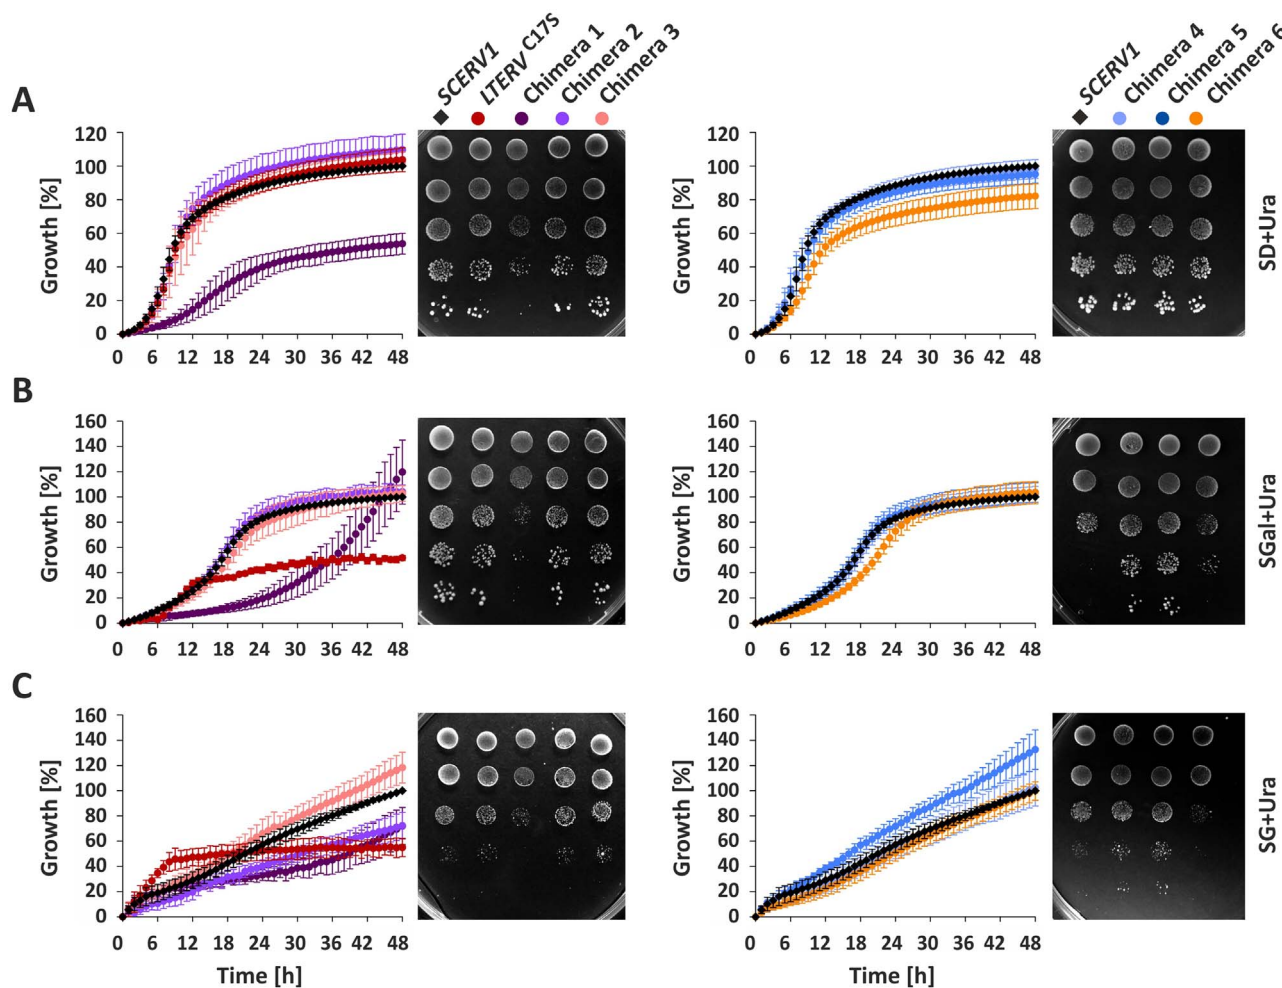 SCERV1
LTERV C17S
Chimera 1
Chimera 2
Chimera 3
SCERV1
Chimera 4
Chimera 5
Chimera 6
A
Growth [%]
120
100
80
60
40
20
0
0 6 12 18 24 30 36 42 48
Growth [%]
120
100
80
60
40
20
0
0 6 12 18 24 30 36 42 48
SD+Ura
B
Growth [%]
160
140
120
100
80
60
40
20
0
0 6 12 18 24 30 36 42 48
Growth [%]
160
140
120
100
80
60
40
20
0
0 6 12 18 24 30 36 42 48
SGal+Ura
C
Growth [%]
160
140
120
100
80
60
40
20
0
0 6 12 18 24 30 36 42 48
Time [h]
Growth [%]
160
140
120
100
80
60
40
20
0
0 6 12 18 24 30 36 42 48
Time [h]
SG+Ura